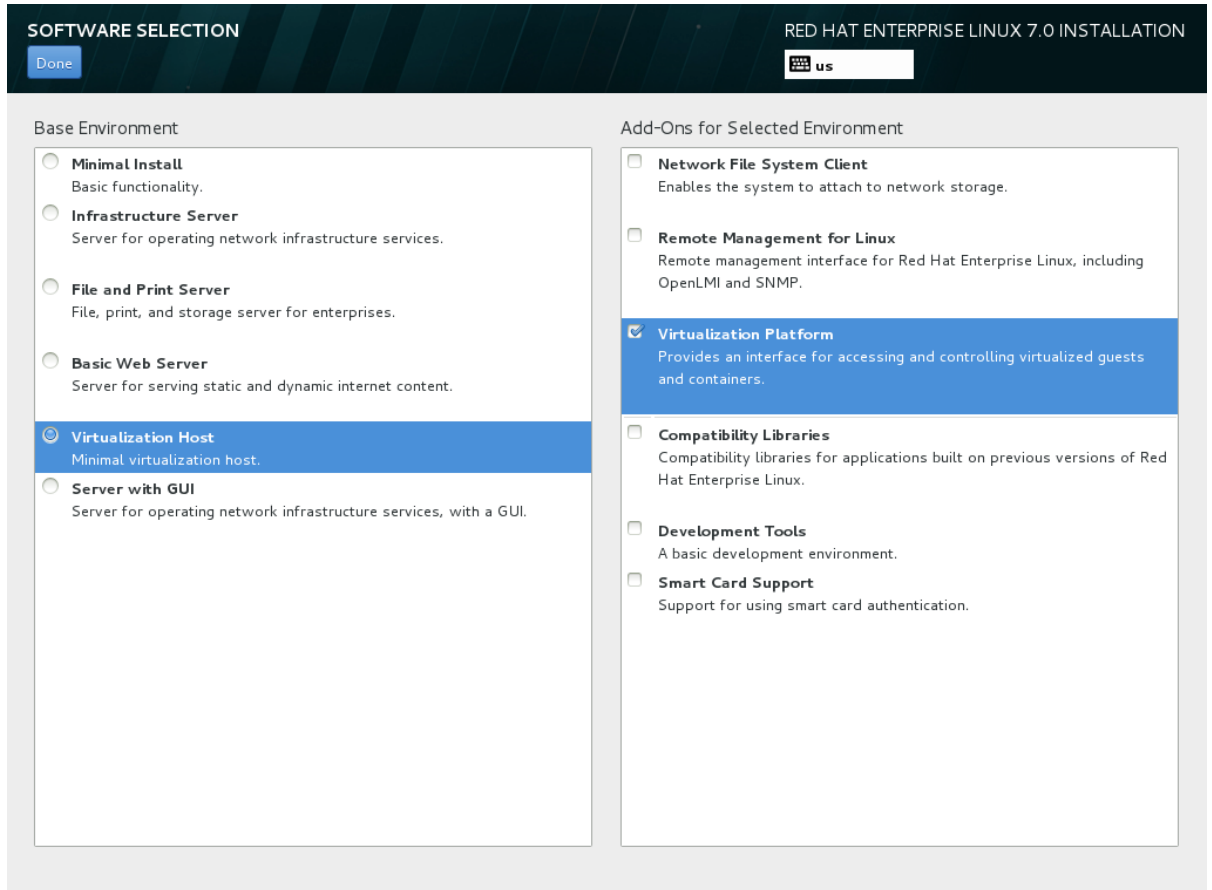 SOFTWARE SELECTION
RED HAT ENTERPRISE LINUX 7.0 INSTALLATION
Done
us
Base Environment
Minimal Install
Basic functionality.
Infrastructure Server
Server for operating network infrastructure services.
File and Print Server
File, print, and storage server for enterprises.
Basic Web Server
Server for serving static and dynamic internet content.
Virtualization Host
Minimal virtualization host.
Server with GUI
Server for operating network infrastructure services, with a GUI.
Add-Ons for Selected Environment
Network File System Client
Enables the system to attach to network storage.
Remote Management for Linux
Remote management interface for Red Hat Enterprise Linux, including
OpenLMI and SNMP.
Virtualization Platform
Provides an interface for accessing and controlling virtualized guests
and containers.
Compatibility Libraries
Compatibility libraries for applications built on previous versions of Red
Hat Enterprise Linux.
Development Tools
A basic development environment.
Smart Card Support
Support for using smart card authentication.